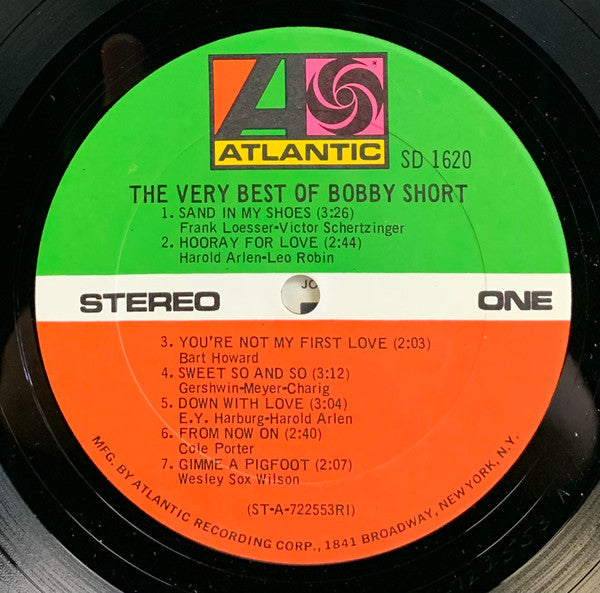 ATLANTIC
SD 1620
THE VERY BEST OF BOBBY SHORT
1. SAND IN MY SHOES (3:26)
Frank Loesser-Victor Schertzinger
2. HOORAY FOR LOVE (2:44)
Harold Arlen-Leo Robin
JO
STEREO
ONE
3. YOU'RE NOT MY FIRST LOVE (2:03)
Bart Howard
4. SWEET SO AND SO (3:12)
Gershwin-Meyer-Charig
5. DOWN WITH LOVE (3:04)
E.Y. Harburg-Harold Arlen
6. FROM NOW ON (2:40)
Cole Porter
7. GIMME A PIGFOOT (2:07)
Wesley Sox Wilson
(ST-A-722553RI)
MFG. BY ATLANTIC RECORDING CORP., 1841 BROADWAY, NEW YORK, N.Y.